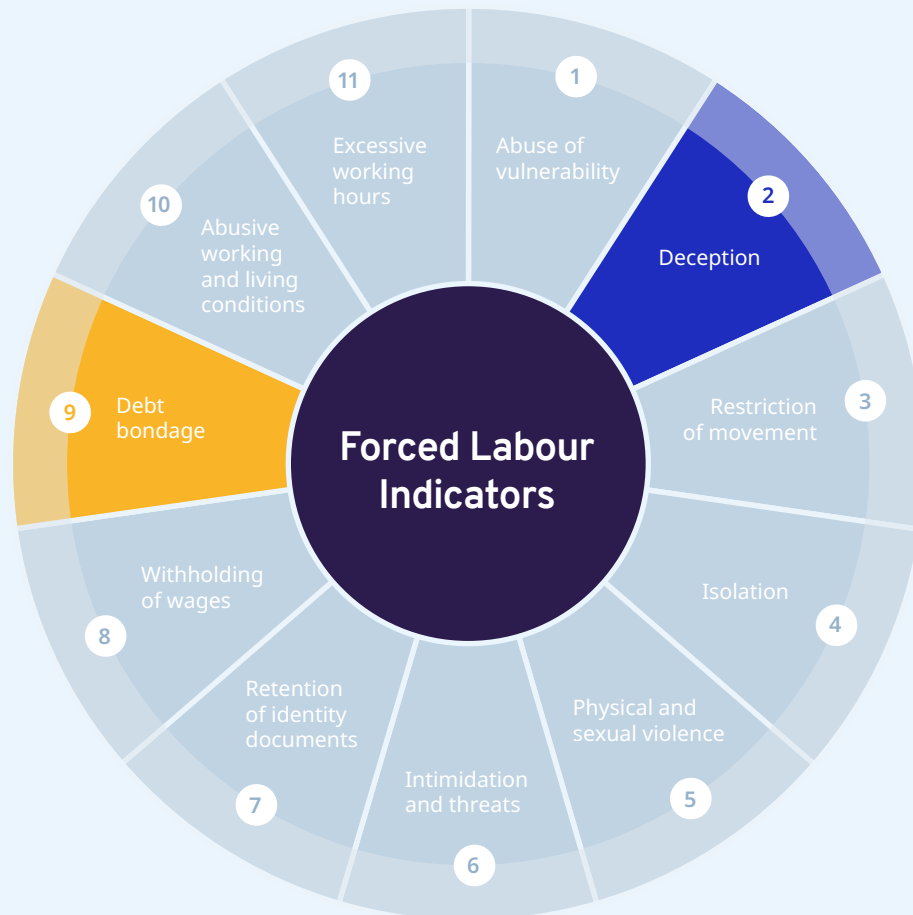 Forced Labour
Indicators
1
Abuse of
vulnerability
2
Deception
3
Restriction
of movement
4
Isolation
5
Physical and
sexual violence
6
Intimidation
and threats
7
Retention
of identity
documents
8
Withholding
of wages
9
Debt
bondage
10
Abusive
working
and living
conditions
11
Excessive
working
hours